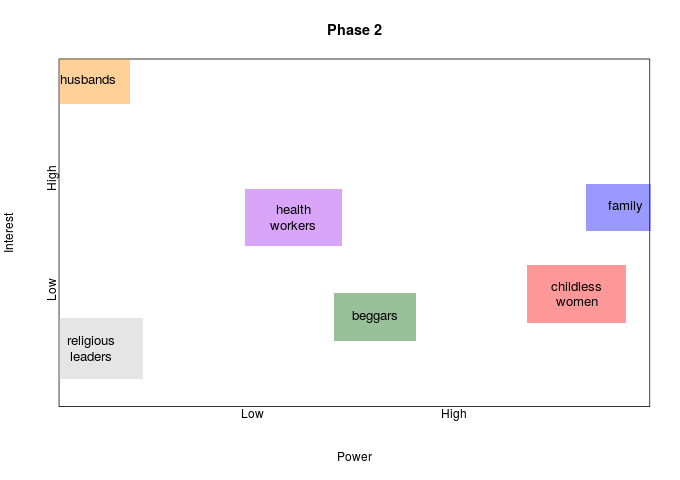 Phase 2
husbands
High
health
workers
family
Interest
Low
childless
women
beggars
religious
leaders
Low
High
Power